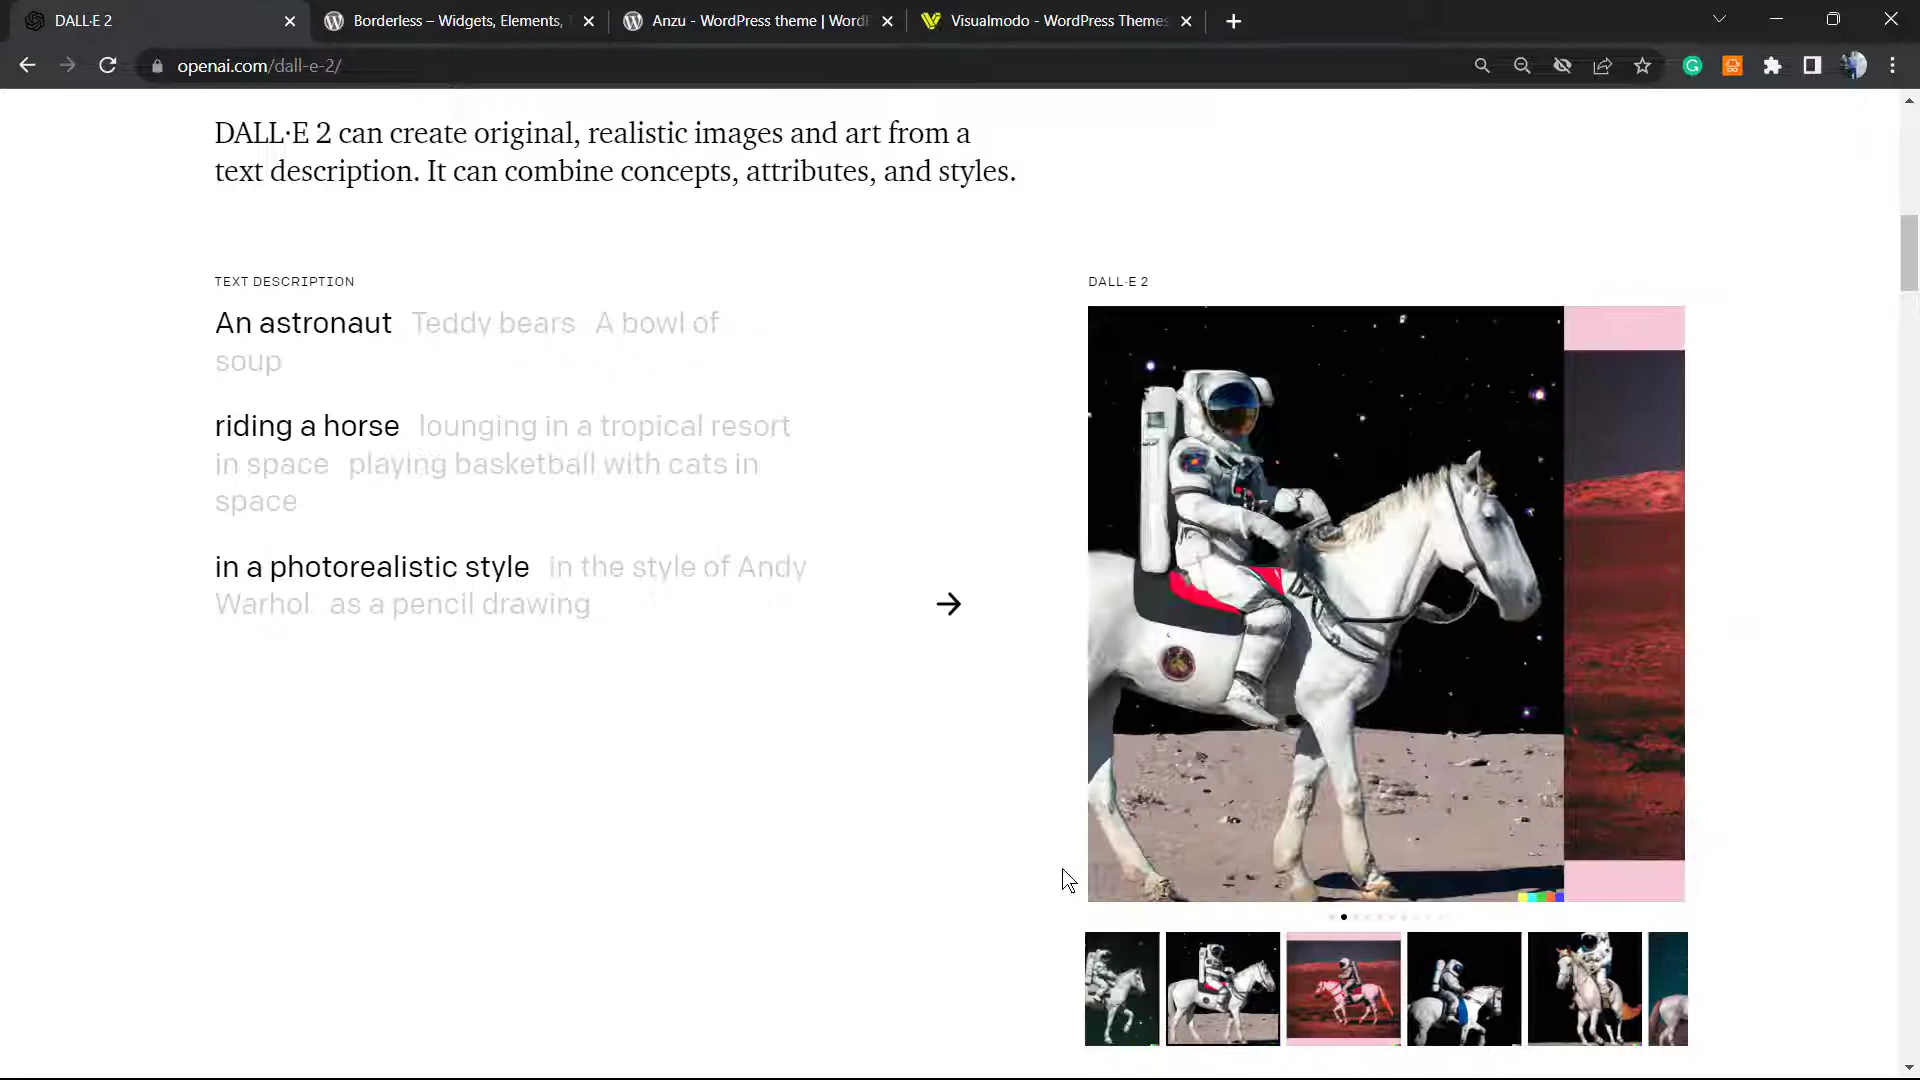 DALL·E 2
Borderless – Widgets, Elements,
Anzu - WordPress theme | Word
Visualmodo - WordPress Themes
openai.com/dall-e-2/
DALL·E 2 can create original, realistic images and art from a
text description. It can combine concepts, attributes, and styles.
TEXT DESCRIPTION
An astronaut Teddy bears A bowl of
soup
riding a horse lounging in a tropical resort
in space playing basketball with cats in
space
in a photorealistic style in the style of Andy
Warhol as a pencil drawing
DALL·E 2